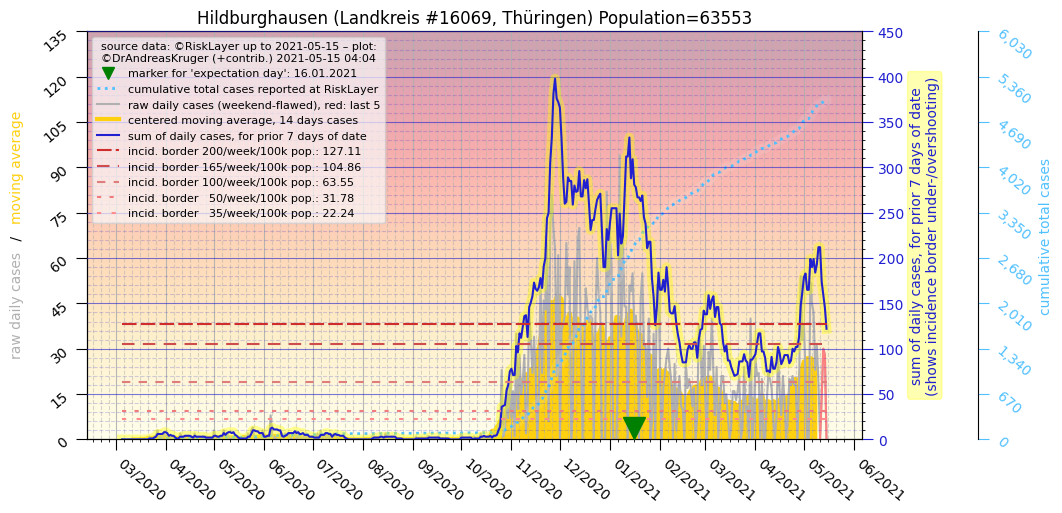 Hildburghausen (Landkreis #16069, Thüringen) Population=63553
source data: ©RiskLayer up to 2021-05-15 – plot:
©DrAndreasKruger (+contrib.) 2021-05-15 04:04
marker for 'expectation day': 16.01.2021
cumulative total cases reported at RiskLayer
raw daily cases (weekend-flawed), red: last 5
centered moving average, 14 days cases
sum of daily cases, for prior 7 days of date
incid. border 200/week/100k pop.: 127.11
incid. border 165/week/100k pop.: 104.86
incid. border 100/week/100k pop.: 63.55
incid. border   50/week/100k pop.: 31.78
incid. border   35/week/100k pop.: 22.24
raw daily cases / moving average
135
120
105
90
75
60
45
30
15
0
03/2020
04/2020
05/2020
06/2020
07/2020
08/2020
09/2020
10/2020
11/2020
12/2020
01/2021
02/2021
03/2021
04/2021
05/2021
06/2021
450
400
350
300
250
200
150
100
50
0
sum of daily cases, for prior 7 days of date
(shows incidence border under-/overshooting)
6,030
5,360
4,690
4,020
3,350
2,680
2,010
1,340
670
0
cumulative total cases